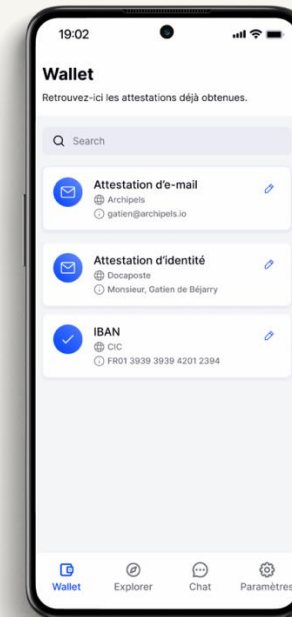 19:02
Wallet
Retrouvez-ici les attestations déjà obtenues.
Search
Attestation d'e-mail
Archipels
gatien@archipels.io
Attestation d'identité
Docaposte
Monsieur, Gatien de Béjarry
IBAN
CIC
FR01 3939 3939 4201 2394
Wallet
Explorer
Chat
Paramètres